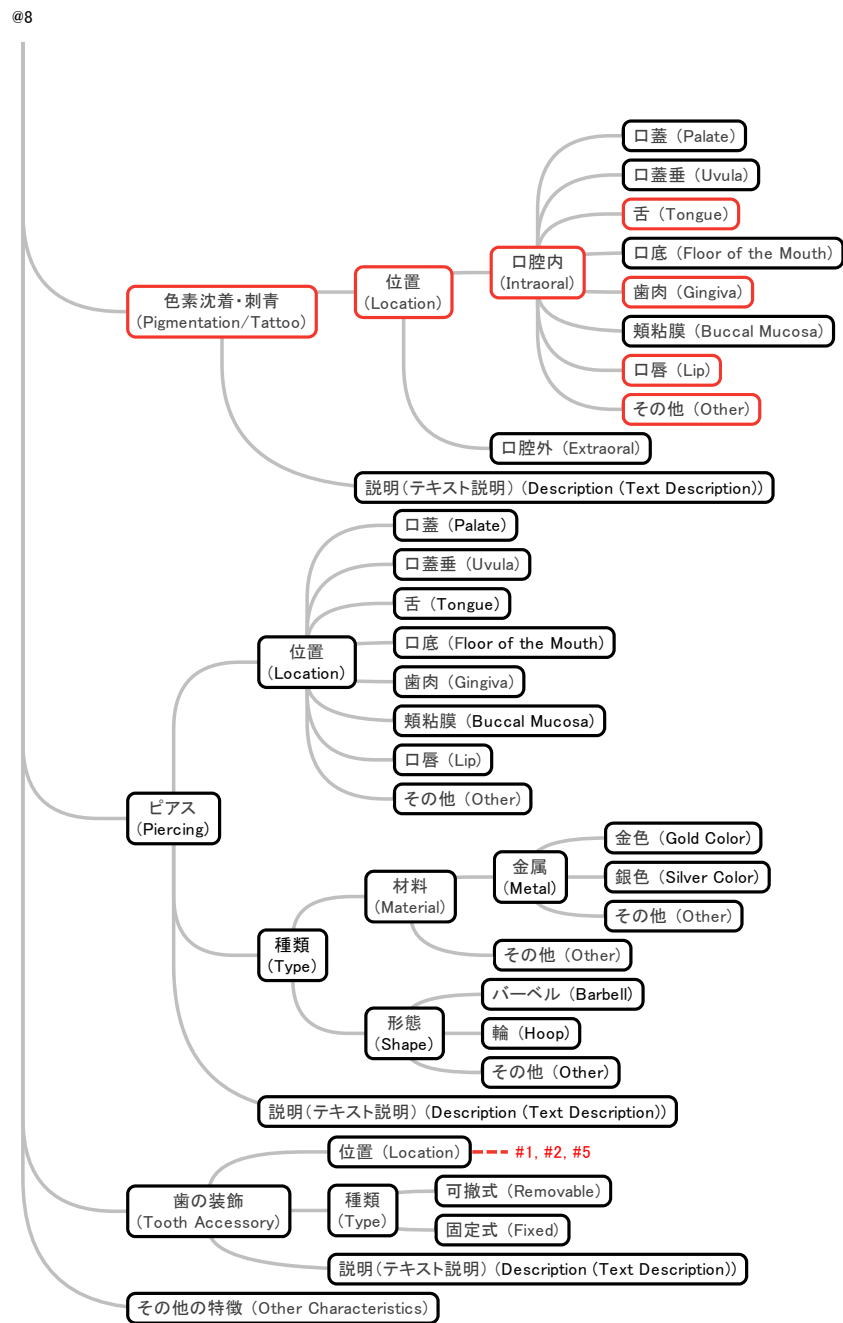 @8
口蓋 (Palate)
口蓋垂 (Uvula)
舌 (Tongue)
口底 (Floor of the Mouth)
歯肉 (Gingiva)
頬粘膜 (Buccal Mucosa)
口唇 (Lip)
その他 (Other)
口腔内
(Intraoral)
位置
(Location)
色素沈着・刺青
(Pigmentation/Tattoo)
口腔外 (Extraoral)
説明(テキスト説明) (Description (Text Description))
口蓋 (Palate)
口蓋垂 (Uvula)
舌 (Tongue)
口底 (Floor of the Mouth)
歯肉 (Gingiva)
頬粘膜 (Buccal Mucosa)
口唇 (Lip)
その他 (Other)
位置
(Location)
ピアス
(Piercing)
金色 (Gold Color)
銀色 (Silver Color)
その他 (Other)
金属
(Metal)
材料
(Material)
その他 (Other)
種類
(Type)
バーベル (Barbell)
輪 (Hoop)
その他 (Other)
形態
(Shape)
説明(テキスト説明) (Description (Text Description))
位置 (Location)
#1, #2, #5
歯の装飾
(Tooth Accessory)
種類
(Type)
可撤式 (Removable)
固定式 (Fixed)
説明(テキスト説明) (Description (Text Description))
その他の特徴 (Other Characteristics)